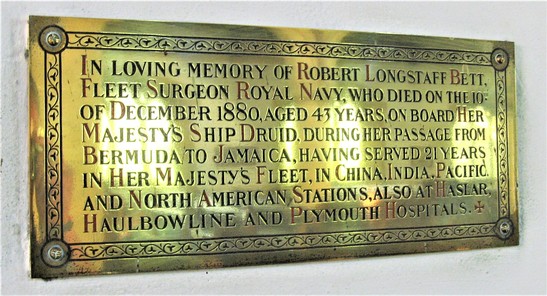 In loving memory of Robert Longstaff Bett,
Fleet Surgeon Royal Navy, who died on the 10th
of December 1880, aged 43 years, on board Her
Majesty's Ship Druid, during her passage from
Bermuda to Jamaica, having served 21 years
in Her Majesty's Fleet, in China, India, Pacific
and North American Stations, also at Haslar,
Haulbowline and Plymouth Hospitals. ✠